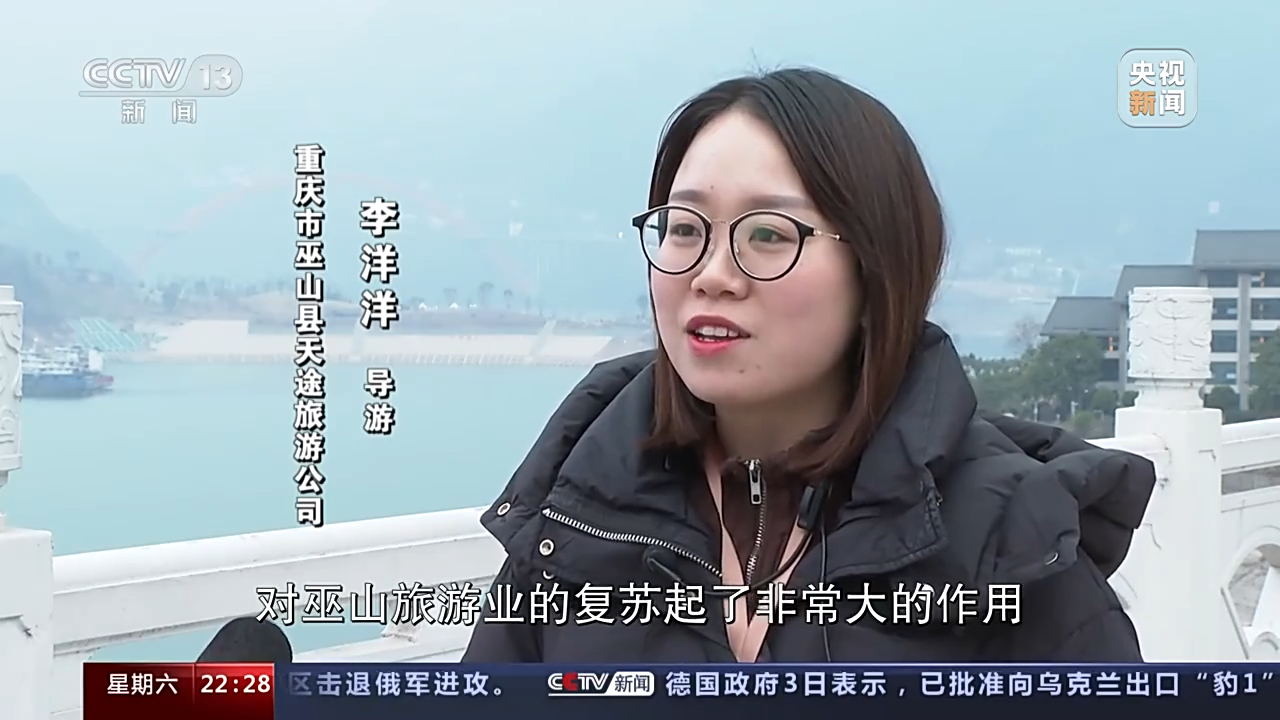 CCTV 13
新闻
央视
新闻
重庆市巫山县天途旅游公司
李洋洋 导游
对巫山旅游业的复苏起了非常大的作用
星期六 22:28 区击退俄军进攻。 CCTV新闻 德国政府3日表示，已批准向乌克兰出口“豹1”